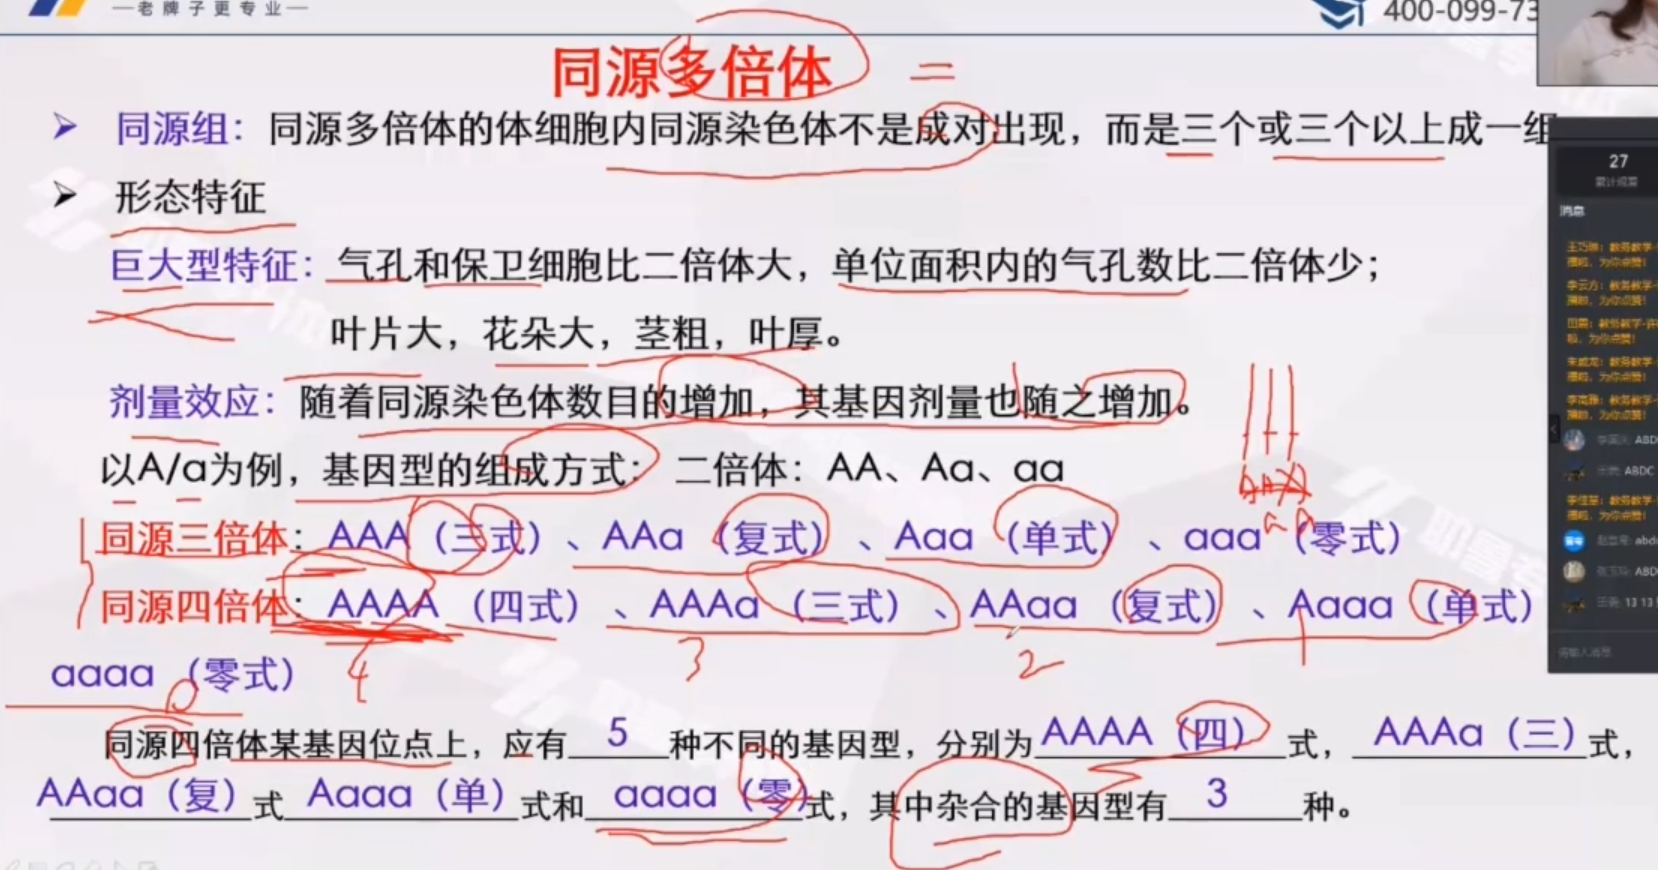 —老牌子更专业—
400-099-73
同源多倍体 =
同源组：同源多倍体的体细胞内同源染色体不是成对出现，而是三个或三个以上成一组
形态特征
巨大型特征：气孔和保卫细胞比二倍体大，单位面积内的气孔数比二倍体少；
叶片大，花朵大，茎粗，叶厚。
剂量效应：随着同源染色体数目的增加，其基因剂量也随之增加。
以A/a为例，基因型的组成方式：二倍体：AA、Aa、aa
同源三倍体：AAA（三式）、AAa（复式）、Aaa（单式）、aaa（零式）
同源四倍体：AAAA（四式）、AAAa（三式）、AAaa（复式）、Aaaa（单式）
4 3 2 1
aaaa（零式）
0
同源四倍体某基因位点上，应有 5 种不同的基因型，分别为 AAAA（四） 式， AAAa（三） 式，
AAaa（复） 式 Aaaa（单） 式和 aaaa（零） 式，其中杂合的基因型有 3 种。
27
累计观看
消息
ABD
ABDC
abd
ABD
13 13
请输入消息